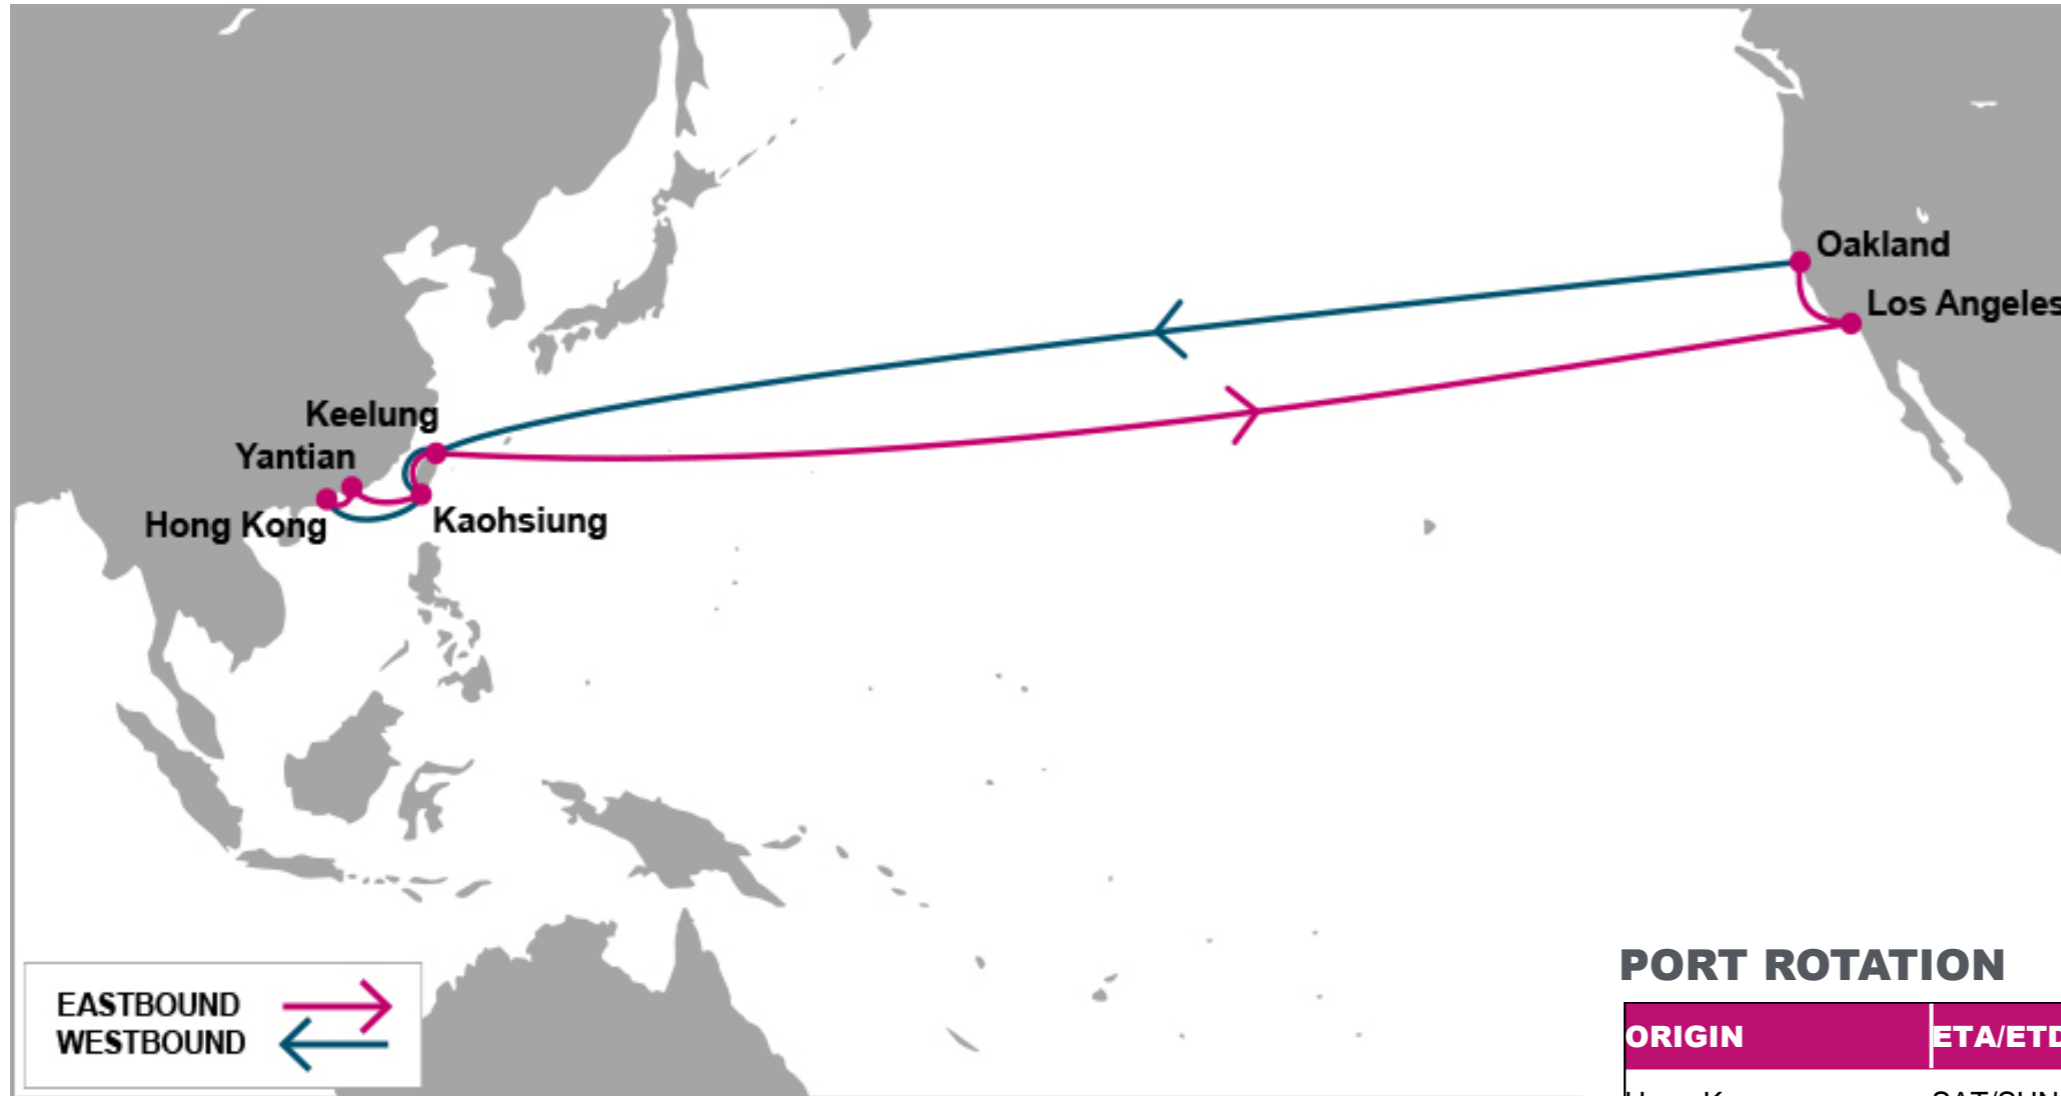 Oakland
Los Angeles
Keelung
Yantian
Hong Kong
Kaohsiung
EASTBOUND
WESTBOUND
PORT ROTATION
ORIGIN ETA/ETD